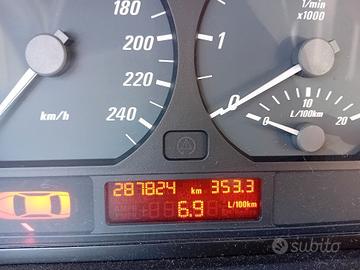 180
200
220
240
km/h
1/min
x1000
1
0
10
0
20
L/100km
287824 km 353.3
6.9 L/100km
subito